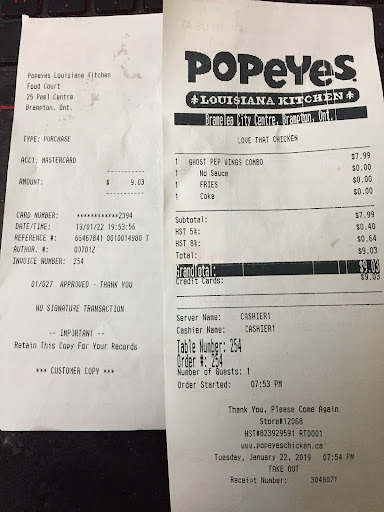 Popeyes Louisiana Kitchen
Food Court
25 Peel Centre
Brampton, Ont.
TYPE: PURCHASE
ACCT: MASTERCARD
AMOUNT: $ 9.03
CARD NUMBER: ************2394
DATE/TIME: 19/01/22 19:53:56
REFERENCE #: 66467841 0010014980 I
AUTHOR. #: 00701Z
INVOICE NUMBER: 254
01/027 APPROVED - THANK YOU
NO SIGNATURE TRANSACTION
-- IMPORTANT --
Retain This Copy For Your Records
*** CUSTOMER COPY ***
POPEYES
LOUISIANA KITCHEN
Bramelea City Centre, Brampton, Ont.
LOVE THAT CHICKEN
1 GHOST PEP WINGS COMBO $7.99
1 No Sauce $0.00
1 FRIES $0.00
1 Coke $0.00
Subtotal: $7.99
HST 5%: $0.40
HST 8%: $0.64
Total: $9.03
GrandTotal: $9.03
Credit Cards: $9.03
Server Name: CASHIER1
Cashier Name: CASHIER1
Table Number: 254
Order #: 254
Number of Guests: 1
Order Started: 07:53 PM
Thank You, Please Come Again
Store#12068
HST#823929591 RT0001
www.popeyeschicken.ca
Tuesday, January 22, 2019 07:54 PM
TAKE OUT
Receipt Number: 3048071